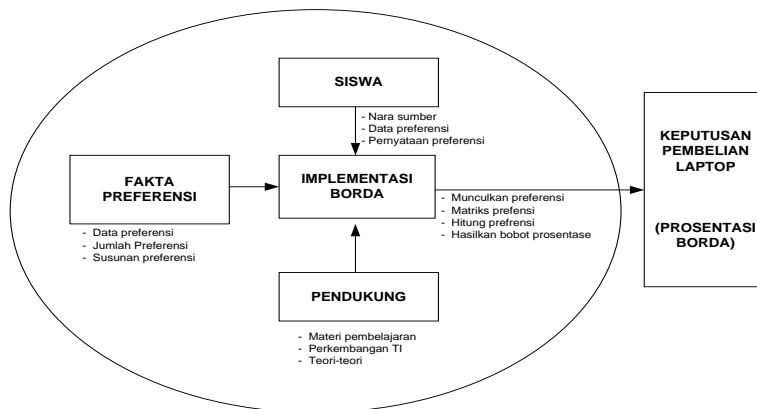 SISWA
- Nara sumber
- Data preferensi
- Pernyataan preferensi
FAKTA
PREFERENSI
- Data preferensi
- Jumlah Preferensi
- Susunan preferensi
IMPLEMENTASI
BORDA
- Munculkan preferensi
- Matriks prefensi
- Hitung prefrensi
- Hasilkan bobot prosentase
PENDUKUNG
- Materi pembelajaran
- Perkembangan TI
- Teori-teori
KEPUTUSAN
PEMBELIAN
LAPTOP
(PROSENTASI
BORDA)